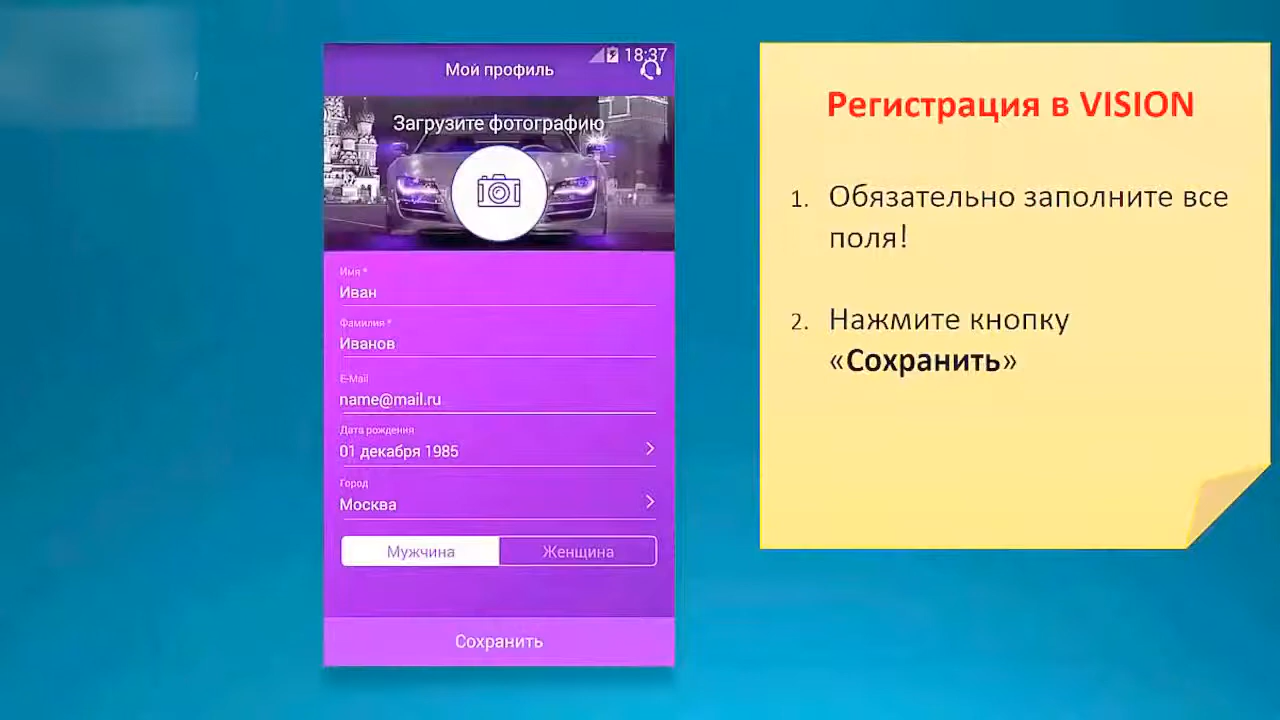 18:37
Мой профиль
Загрузите фотографию
Имя *
Иван
Фамилия *
Иванов
E-Mail
name@mail.ru
Дата рождения
01 декабря 1985
Город
Москва
Мужчина
Женщина
Сохранить
Регистрация в VISION
1. Обязательно заполните все
поля!
2. Нажмите кнопку
«Сохранить»